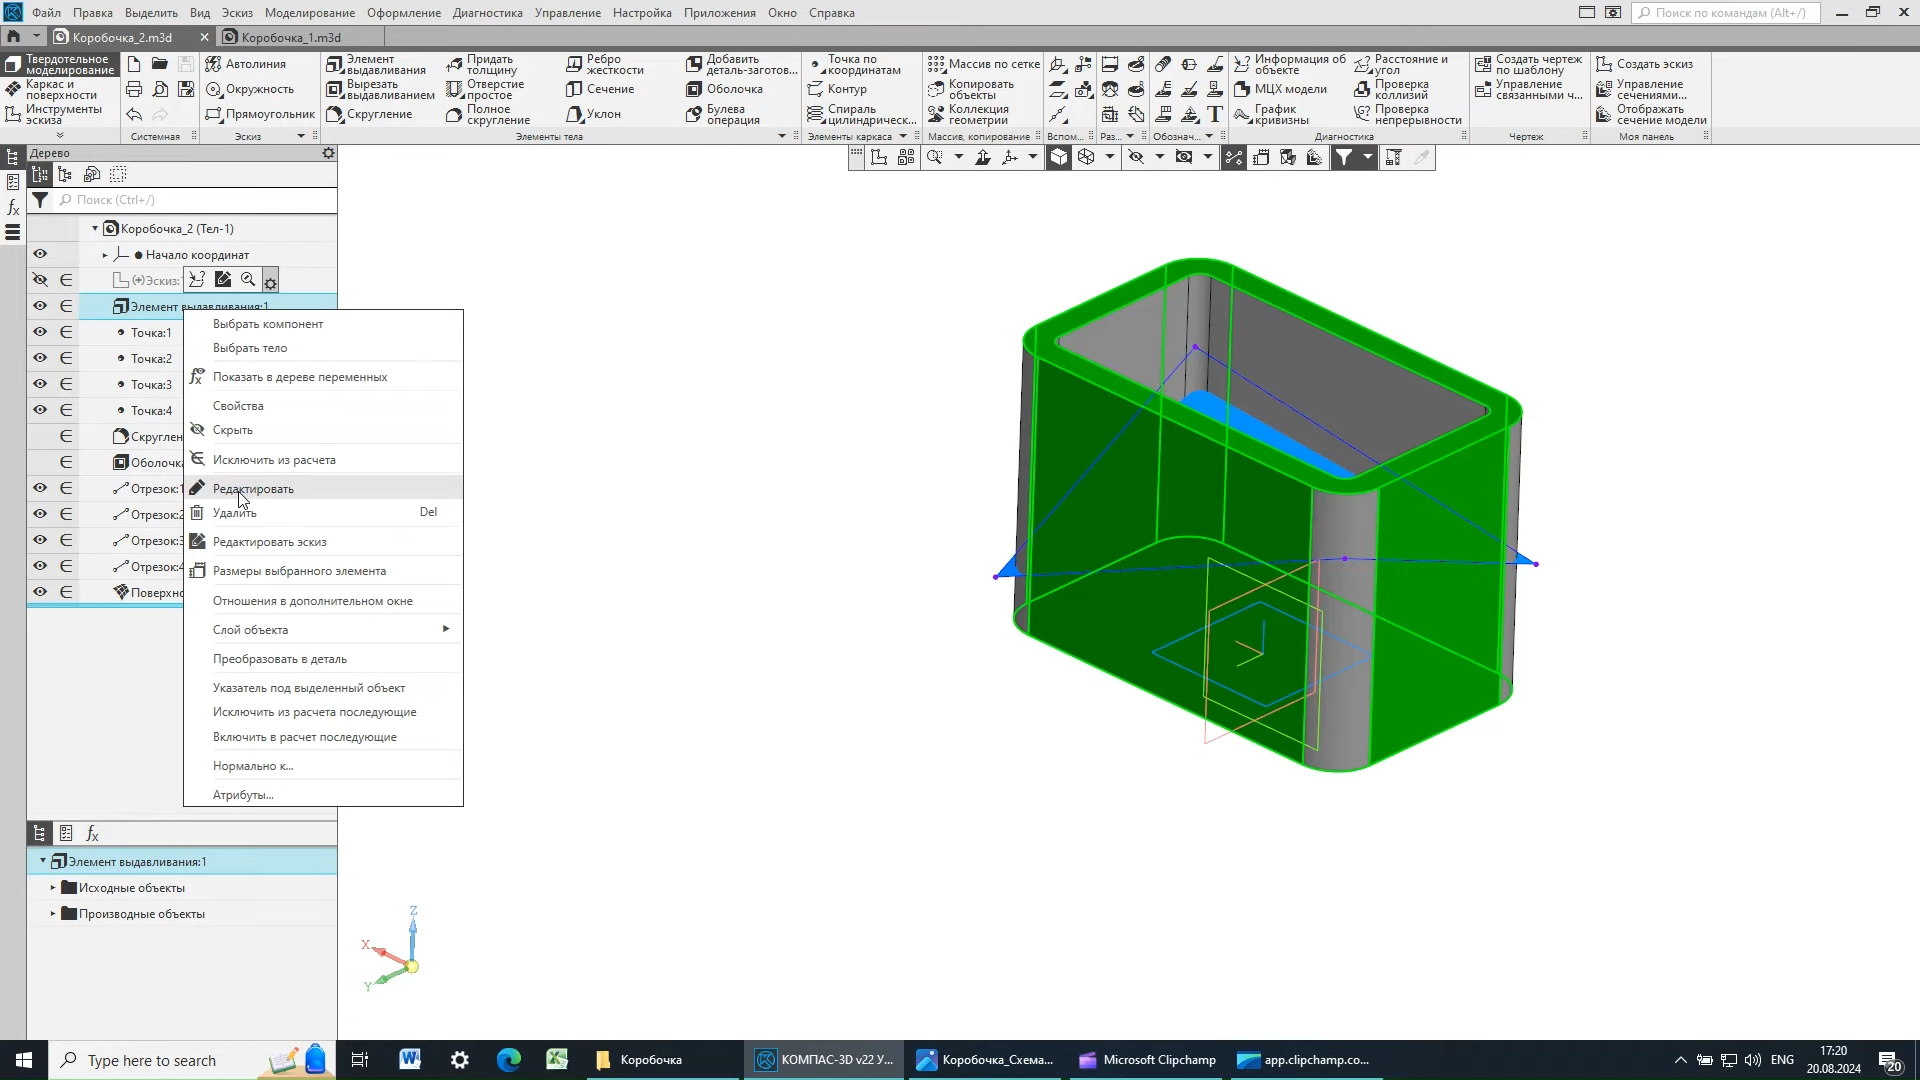 Файл Правка Выделить Вид Эскиз Моделирование Оформление Диагностика Управление Настройка Приложения Окно Справка
Поиск по командам (Alt+/)
Коробочка_2.m3d
Коробочка_1.m3d
Твердотельное моделирование
Каркас и поверхности
Инструменты эскиза
Системная
Автолиния
Окружность
Прямоугольник
Эскиз
Элемент выдавливания
Вырезать выдавливанием
Скругление
Придать толщину
Отверстие простое
Полное скругление
Ребро жесткости
Сечение
Уклон
Добавить деталь-заготов...
Оболочка
Булева операция
Элементы тела
Точка по координатам
Контур
Спираль цилиндрическ...
Элементы каркаса
Массив по сетке
Копировать объекты
Коллекция геометрии
Массив, копирование
Вспом...
Раз...
Обознач...
Информация об объекте
МЦХ модели
График кривизны
Расстояние и угол
Проверка коллизий
Проверка непрерывности
Диагностика
Создать чертеж по шаблону
Управление связанными ч...
Чертеж
Создать эскиз
Управление сечениями...
Отображать сечение модели
Моя панель
Дерево
Поиск (Ctrl+/)
Коробочка_2 (Тел-1)
Начало координат
(+)Эскиз:
Элемент выдавливания:1
Точка:1
Точка:2
Точка:3
Точка:4
Скруглен
Оболочка
Отрезок:1
Отрезок:2
Отрезок:3
Отрезок:4
Поверхно
Выбрать компонент
Выбрать тело
Показать в дереве переменных
Свойства
Скрыть
Исключить из расчета
Редактировать
Удалить Del
Редактировать эскиз
Размеры выбранного элемента
Отношения в дополнительном окне
Слой объекта
Преобразовать в деталь
Указатель под выделенный объект
Исключить из расчета последующие
Включить в расчет последующие
Нормально к...
Атрибуты...
Элемент выдавливания:1
Исходные объекты
Производные объекты
Z
X
Y
Type here to search
Коробочка
КОМПАС-3D v22 У...
Коробочка_Схема...
Microsoft Clipchamp
app.clipchamp.co...
ENG
17:20
20.08.2024
20